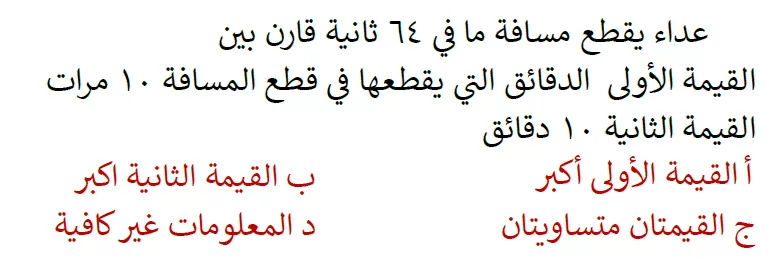 عداء يقطع مسافة ما في ٦٤ ثانية قارن بين
القيمة الأولى الدقائق التي يقطعها في قطع المسافة ١٠ مرات
القيمة الثانية ١٠ دقائق
أ القيمة الأولى أكبر ب القيمة الثانية اكبر
ج القيمتان متساويتان د المعلومات غير كافية